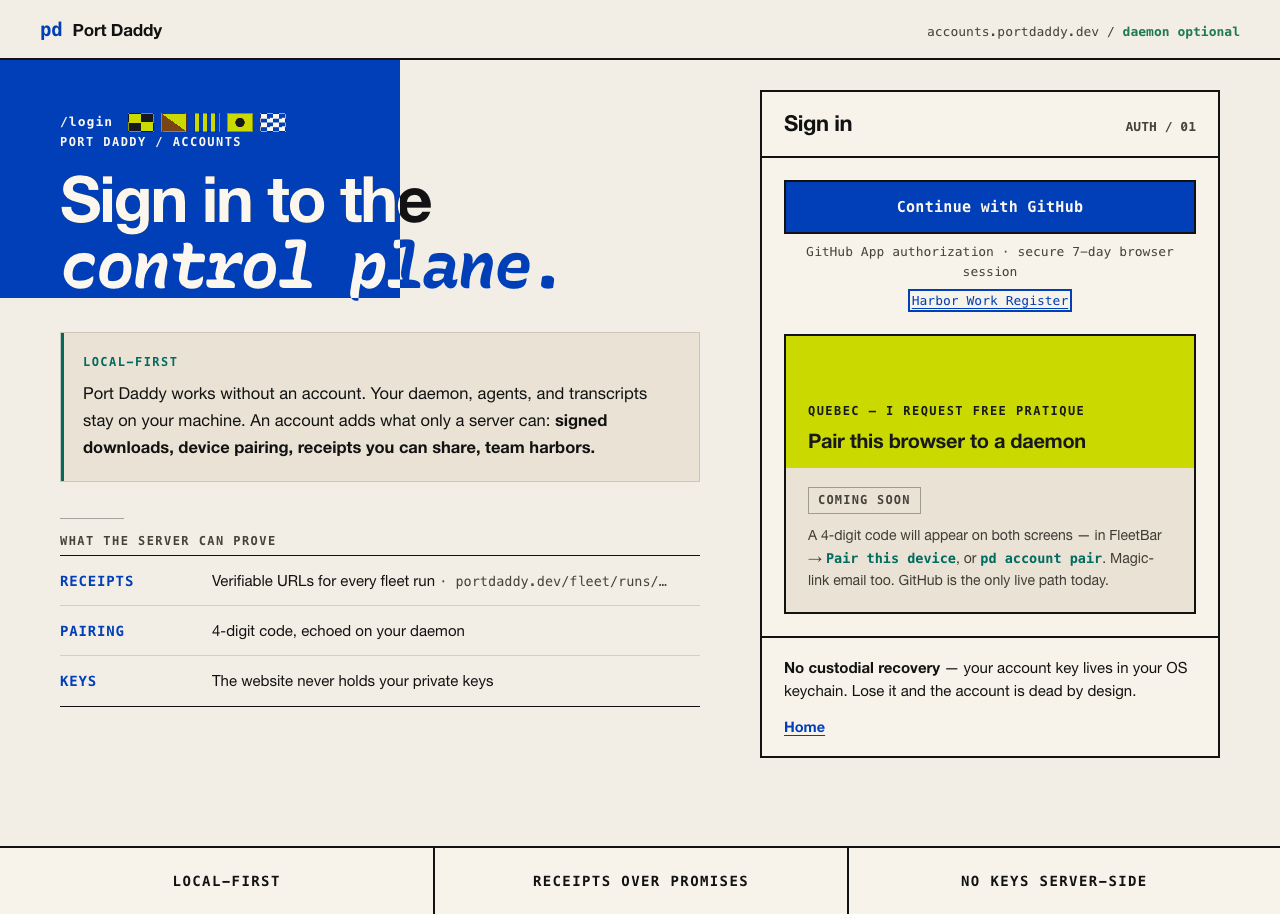 pd Port Daddy
accounts.portdaddy.dev / daemon optional
/login
PORT DADDY / ACCOUNTS
Sign in to the
control plane.
LOCAL–FIRST
Port Daddy works without an account. Your daemon, agents, and transcripts
stay on your machine. An account adds what only a server can: signed
downloads, device pairing, receipts you can share, team harbors.
WHAT THE SERVER CAN PROVE
RECEIPTS Verifiable URLs for every fleet run · portdaddy.dev/fleet/runs/…
PAIRING 4-digit code, echoed on your daemon
KEYS The website never holds your private keys
Sign in
AUTH / 01
Continue with GitHub
GitHub App authorization · secure 7–day browser
session
Harbor Work Register
QUEBEC — I REQUEST FREE PRATIQUE
Pair this browser to a daemon
COMING SOON
A 4-digit code will appear on both screens — in FleetBar
→ Pair this device, or pd account pair. Magic-
link email too. GitHub is the only live path today.
No custodial recovery — your account key lives in your OS
keychain. Lose it and the account is dead by design.
Home
LOCAL–FIRST
RECEIPTS OVER PROMISES
NO KEYS SERVER–SIDE